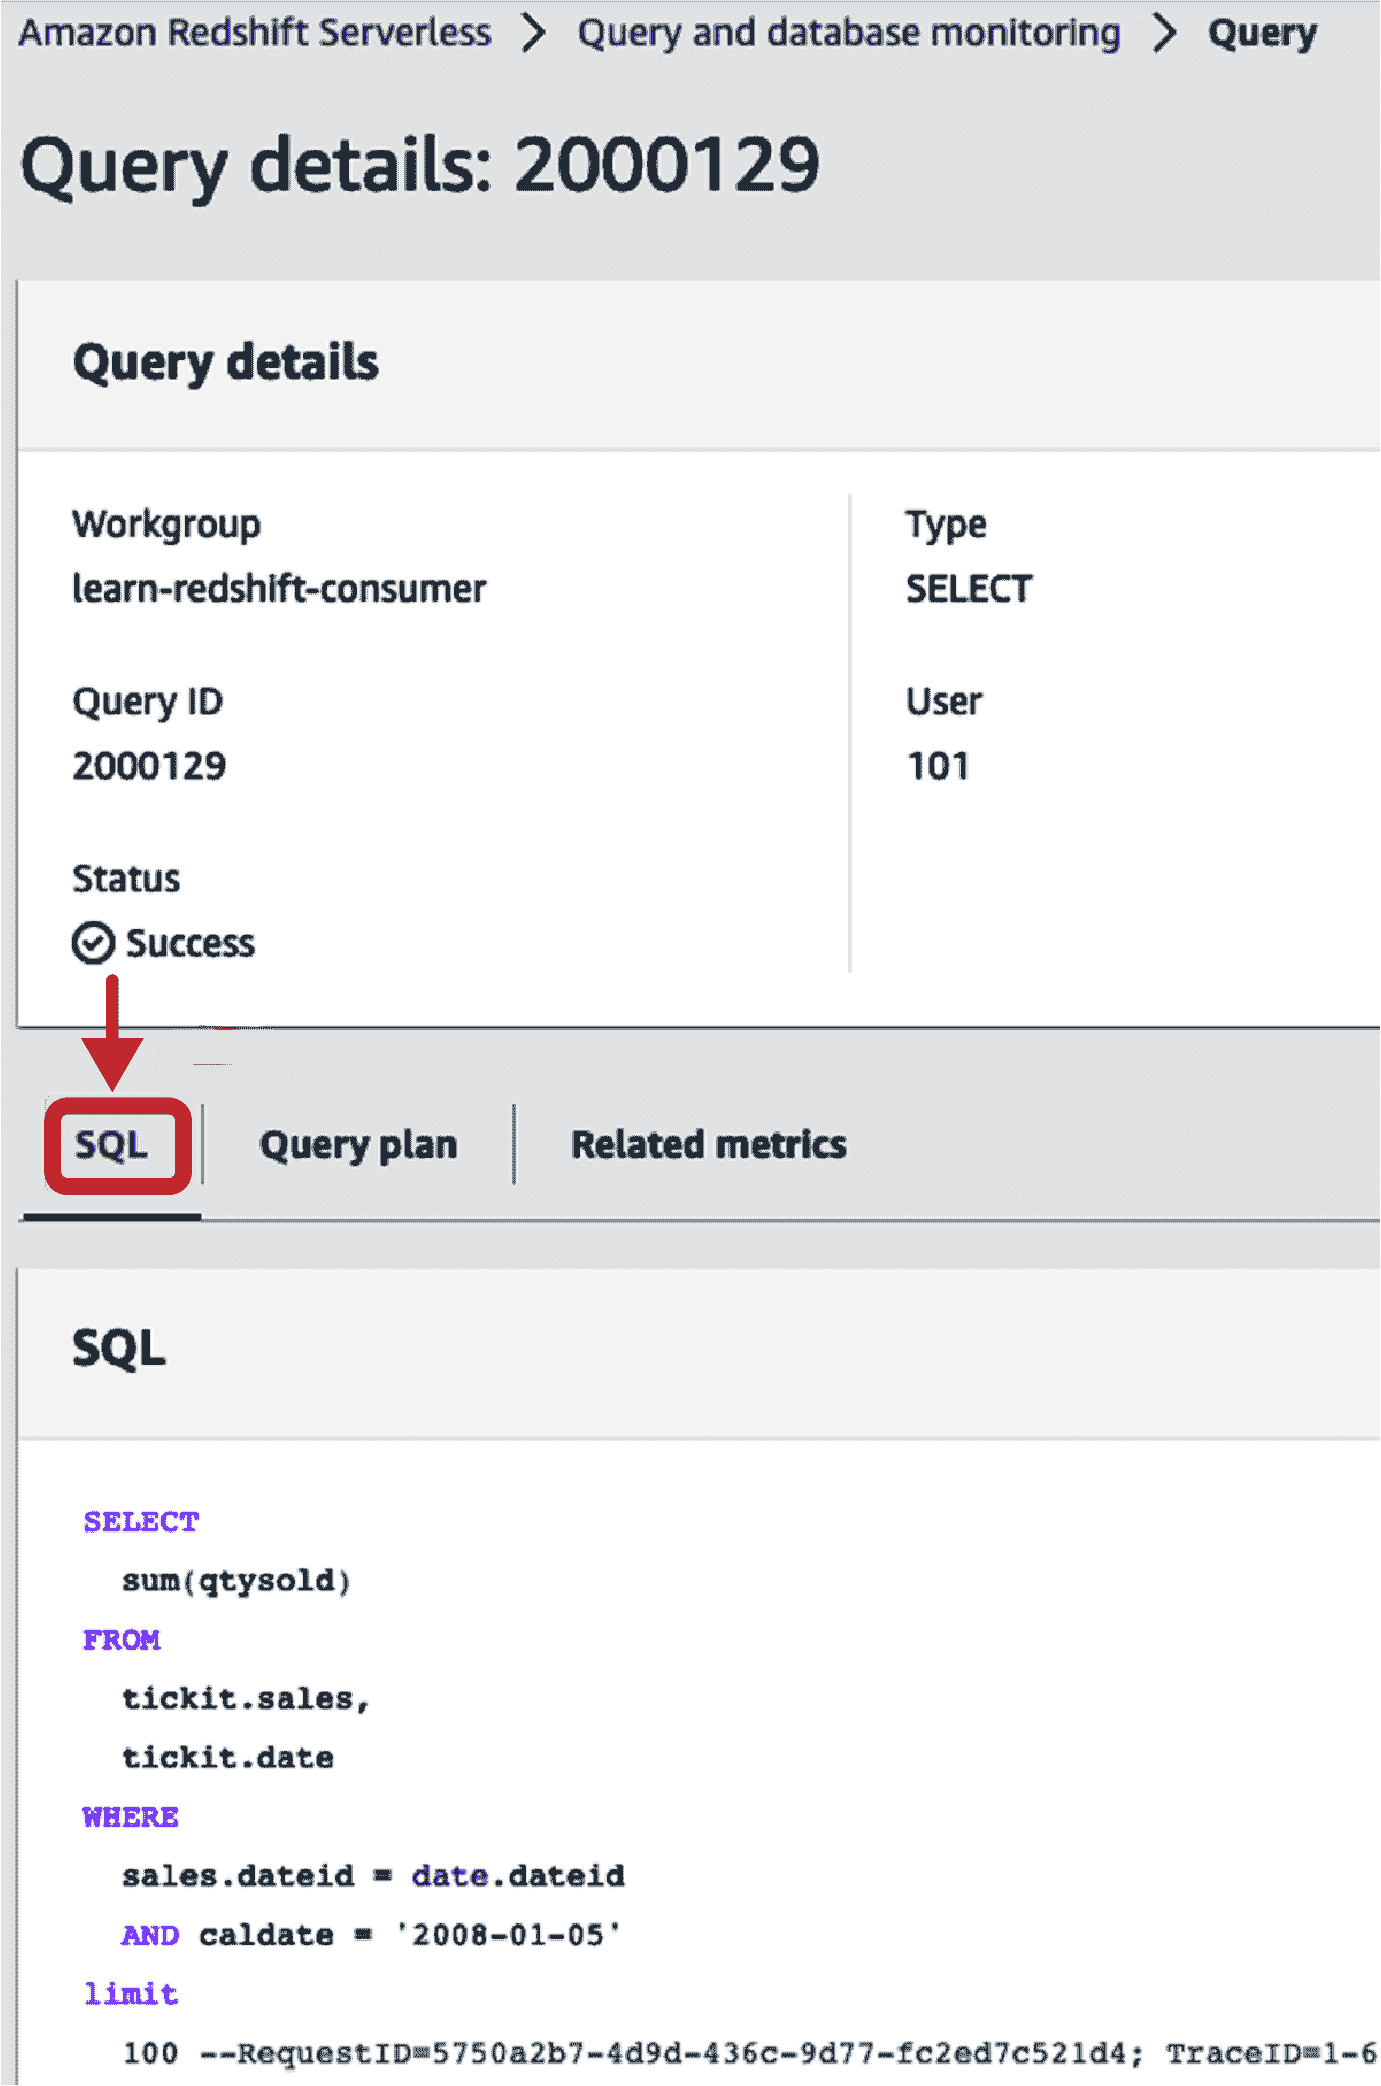 Amazon Redshift Serverless > Query and database monitoring > Query
Query details: 2000129
Query details
Workgroup
learn-redshift-consumer
Type
SELECT
Query ID
2000129
User
101
Status
Success
SQL
Query plan
Related metrics
SQL
SELECT
sum(qtysold)
FROM
tickit.sales,
tickit.date
WHERE
sales.dateid = date.dateid
AND caldate = '2008-01-05'
limit
100 --RequestID=5750a2b7-4d9d-436c-9d77-fc2ed7c521d4; TraceID=1-6